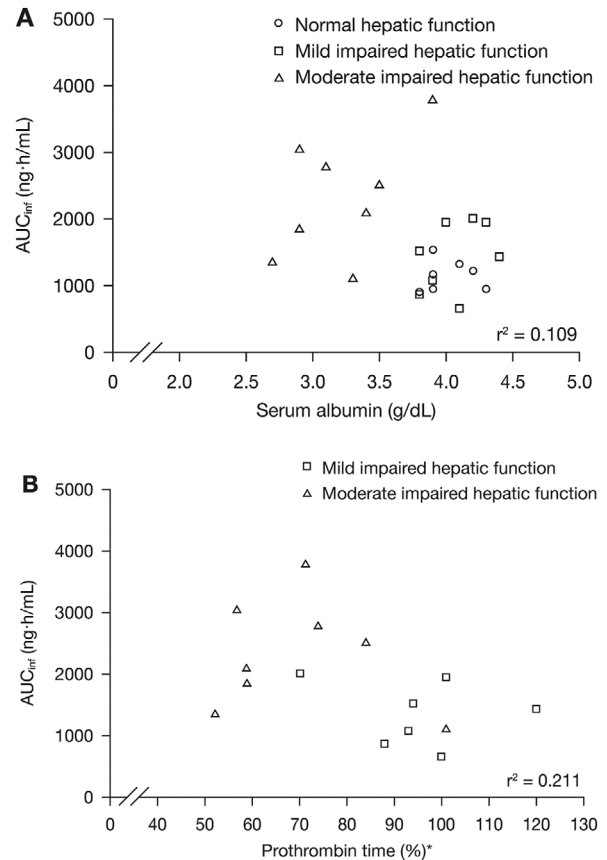 A
Normal hepatic function
Mild impaired hepatic function
Moderate impaired hepatic function
5000
4000
3000
2000
1000
0
AUCinf (ng·h/mL)
r² = 0.109
0 2.0 2.5 3.0 3.5 4.0 4.5 5.0
Serum albumin (g/dL)
B
Mild impaired hepatic function
Moderate impaired hepatic function
5000
4000
3000
2000
1000
0
AUCinf (ng·h/mL)
r² = 0.211
0 40 50 60 70 80 90 100 110 120 130
Prothrombin time (%)*